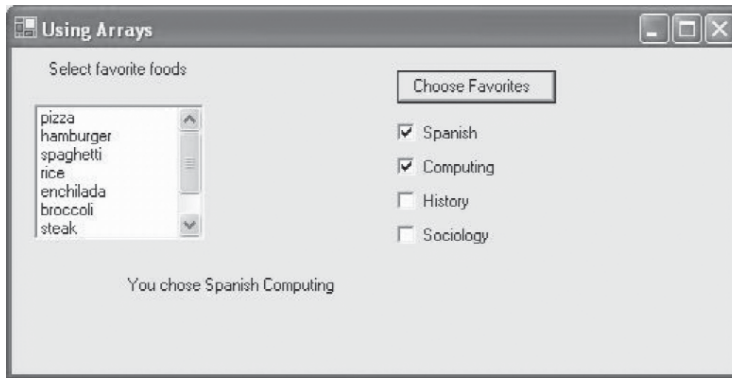 Using Arrays
Select favorite foods
pizza
hamburger
spaghetti
rice
enchilada
broccoli
steak
Choose Favorites
Spanish
Computing
History
Sociology
You chose Spanish Computing